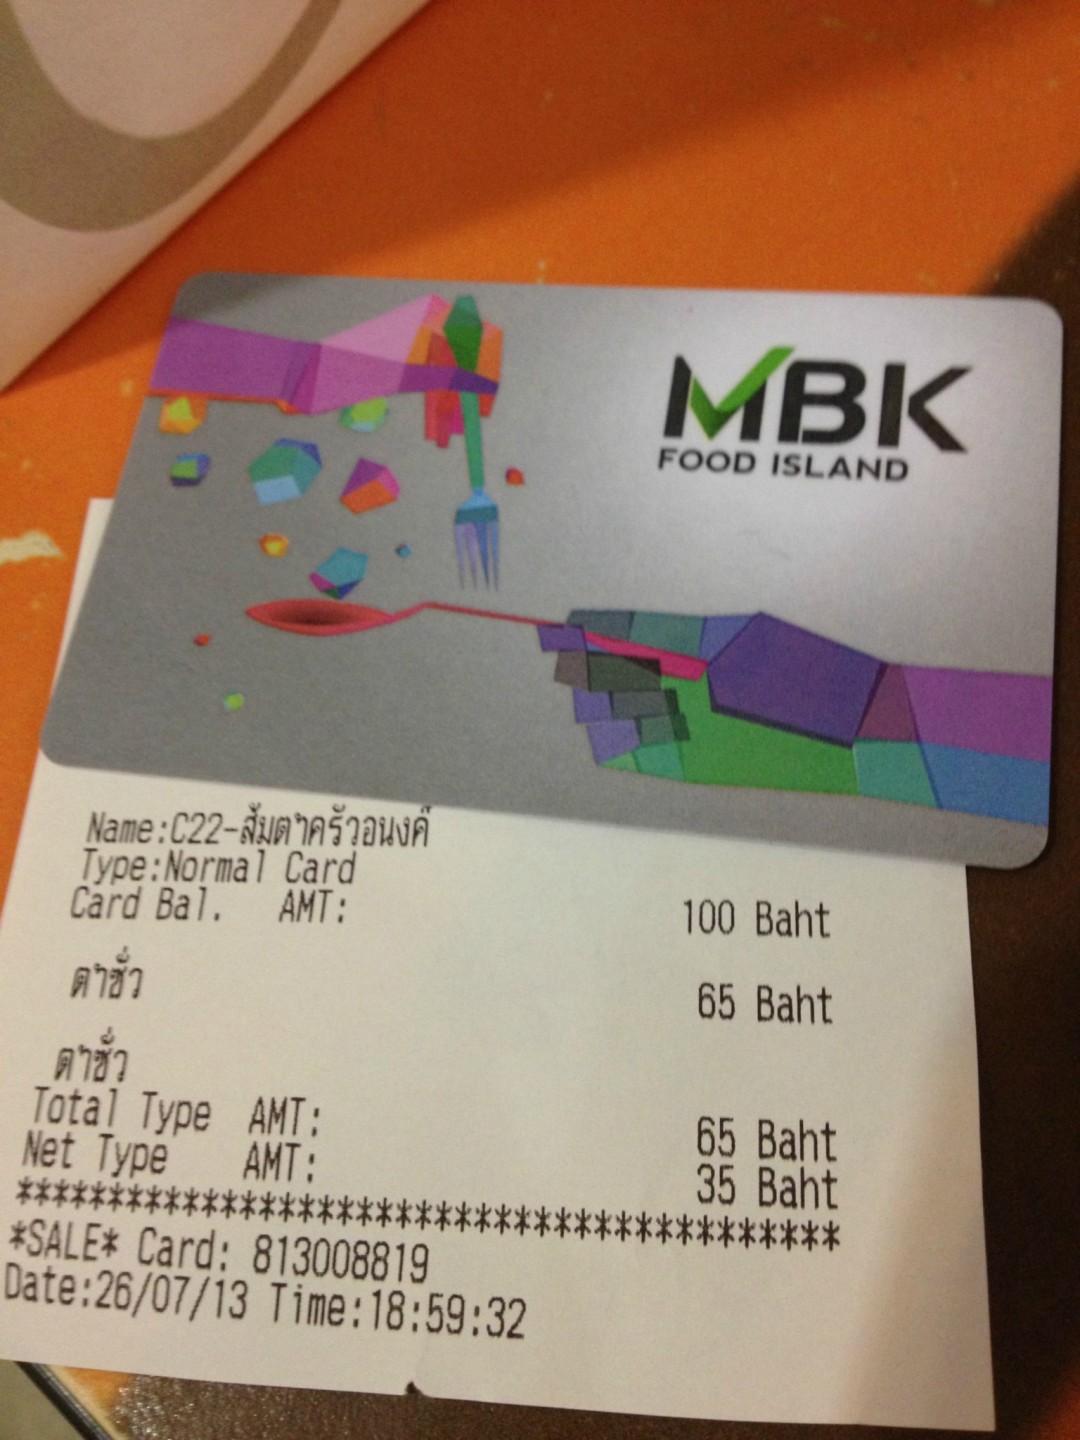 MBK
FOOD ISLAND
Name:C22-ส้มตำครัวอนงค์
Type:Normal Card
Card Bal. AMT: 100 Baht
ตำซั่ว 65 Baht
ตำซั่ว
Total Type AMT: 65 Baht
Net Type AMT: 35 Baht
******************************************
*SALE* Card: 813008819
Date:26/07/13 Time:18:59:32